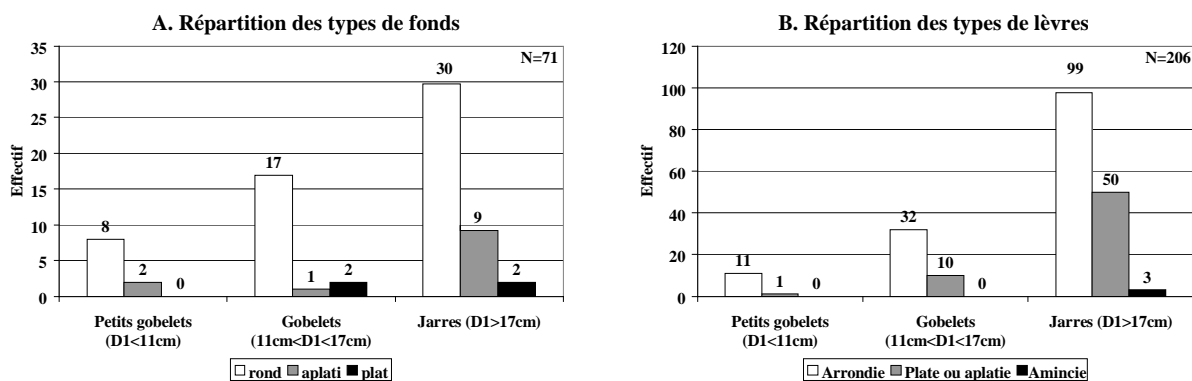 A. Répartition des types de fonds
N=71
Effectif
35
30
25
20
15
10
5
0
8
2
0
17
1
2
30
9
2
Petits gobelets
(D1<11cm)
Gobelets
(11cm<D1<17cm)
Jarres (D1>17cm)
rond aplati plat
B. Répartition des types de lèvres
N=206
Effectif
120
100
80
60
40
20
0
11
1
0
32
10
0
99
50
3
Petits gobelets
(D1<11cm)
Gobelets
(11cm<D1<17cm)
Jarres (D1>17cm)
Arrondie Plate ou aplatie Amincie